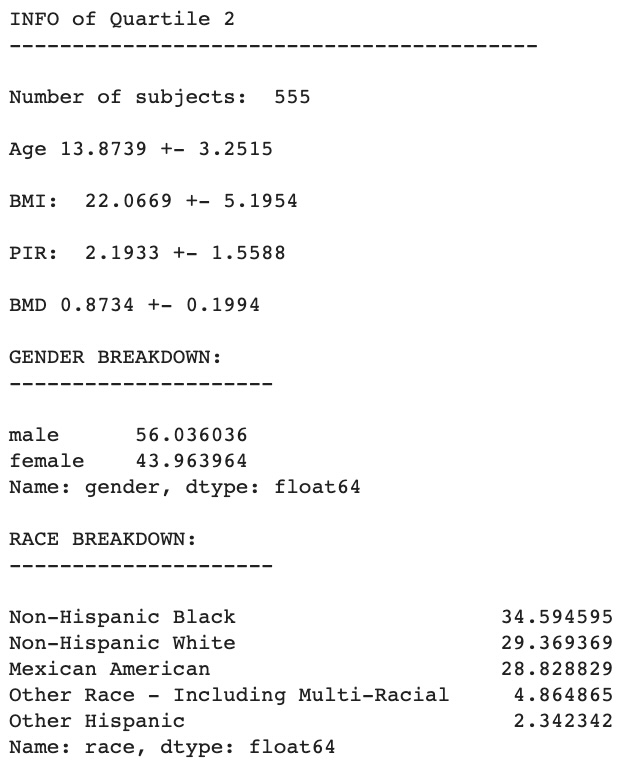 INFO of Quartile 2
------------------------------------------
Number of subjects:  555
Age 13.8739 +- 3.2515
BMI:  22.0669 +- 5.1954
PIR:  2.1933 +- 1.5588
BMD 0.8734 +- 0.1994
GENDER BREAKDOWN:
---------------------
male      56.036036
female    43.963964
Name: gender, dtype: float64
RACE BREAKDOWN:
---------------------
Non-Hispanic Black                     34.594595
Non-Hispanic White                     29.369369
Mexican American                       28.828829
Other Race - Including Multi-Racial     4.864865
Other Hispanic                          2.342342
Name: race, dtype: float64